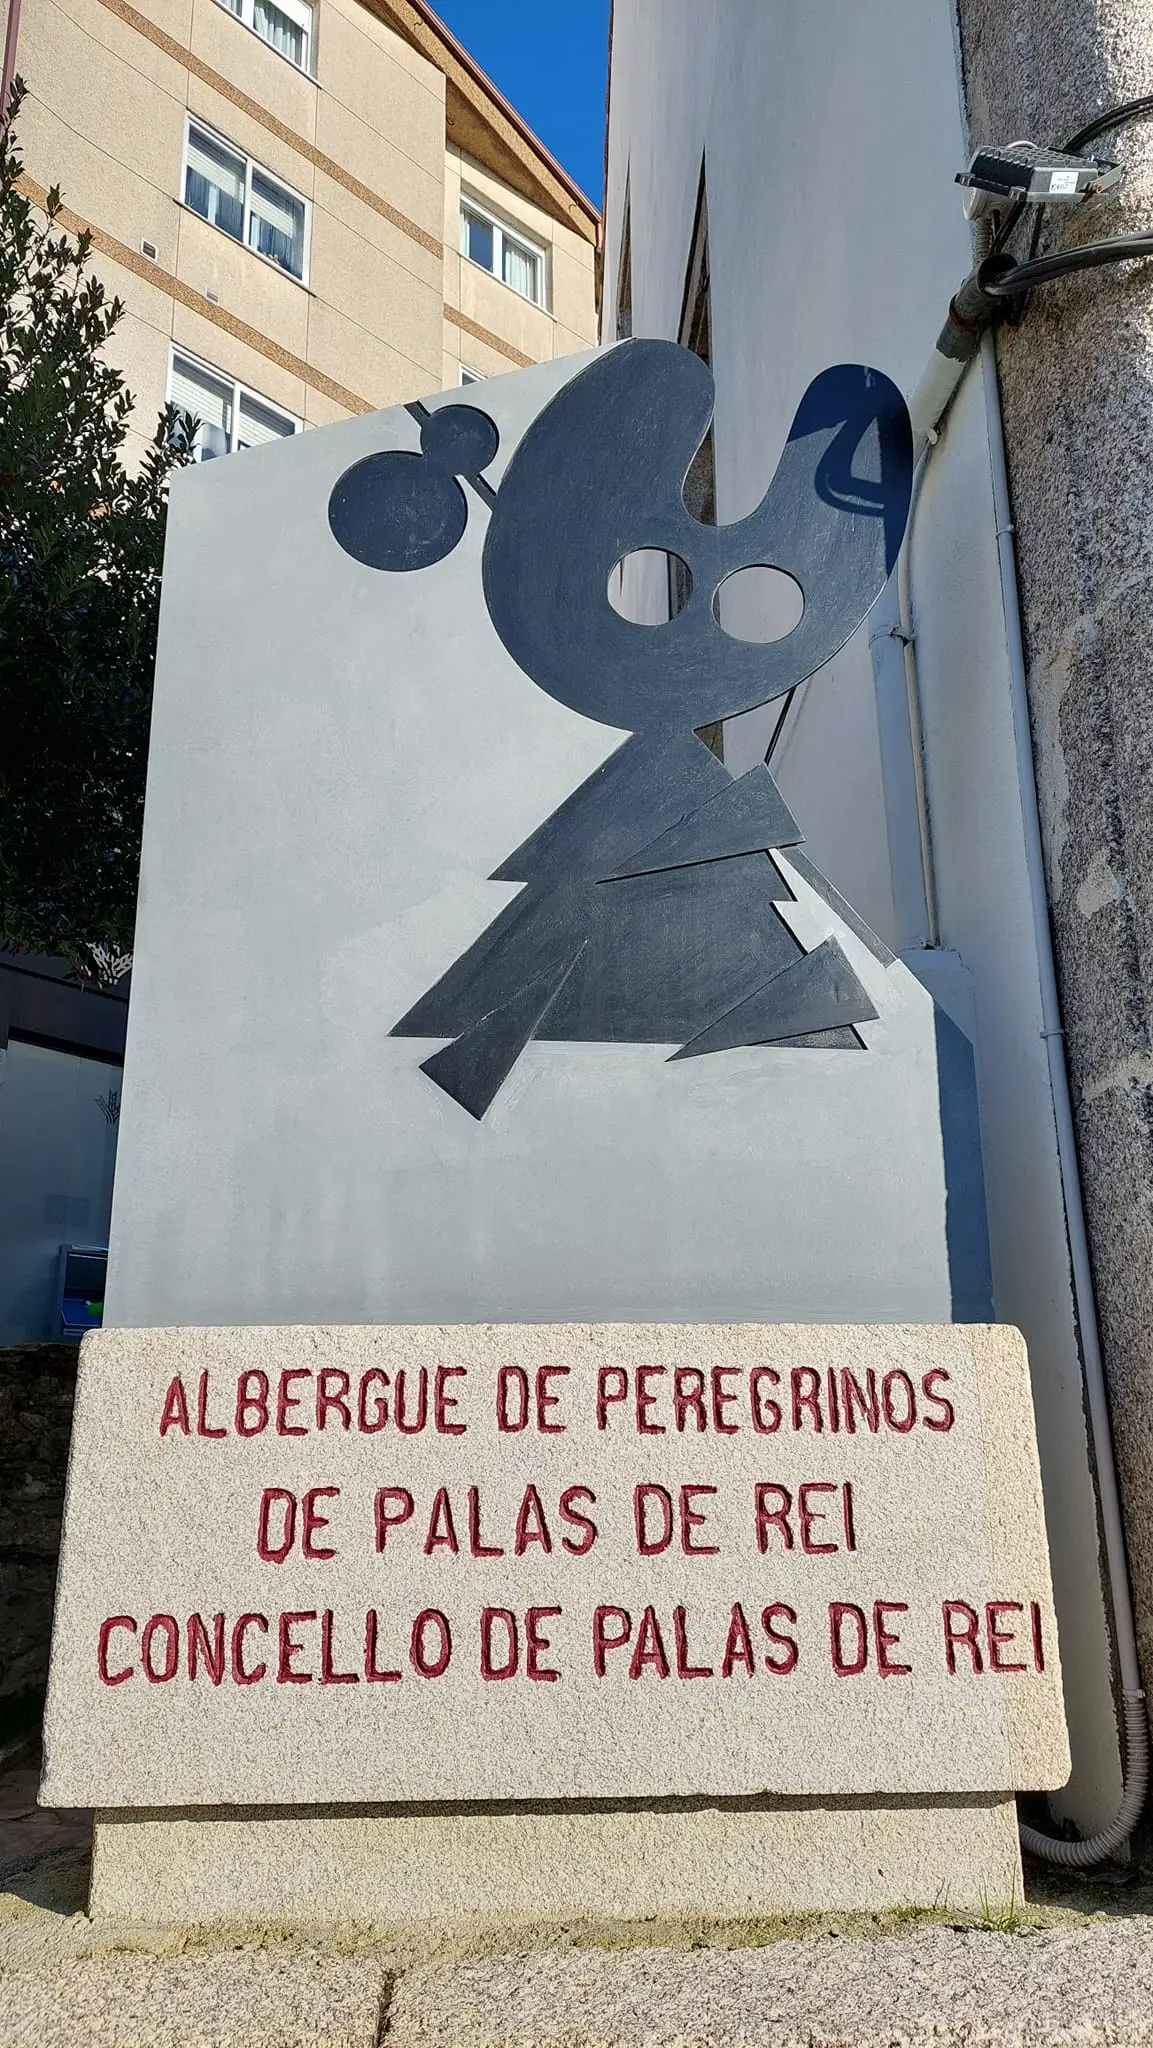 ALBERGUE DE PEREGRINOS
DE PALAS DE REI
CONCELLO DE PALAS DE REI